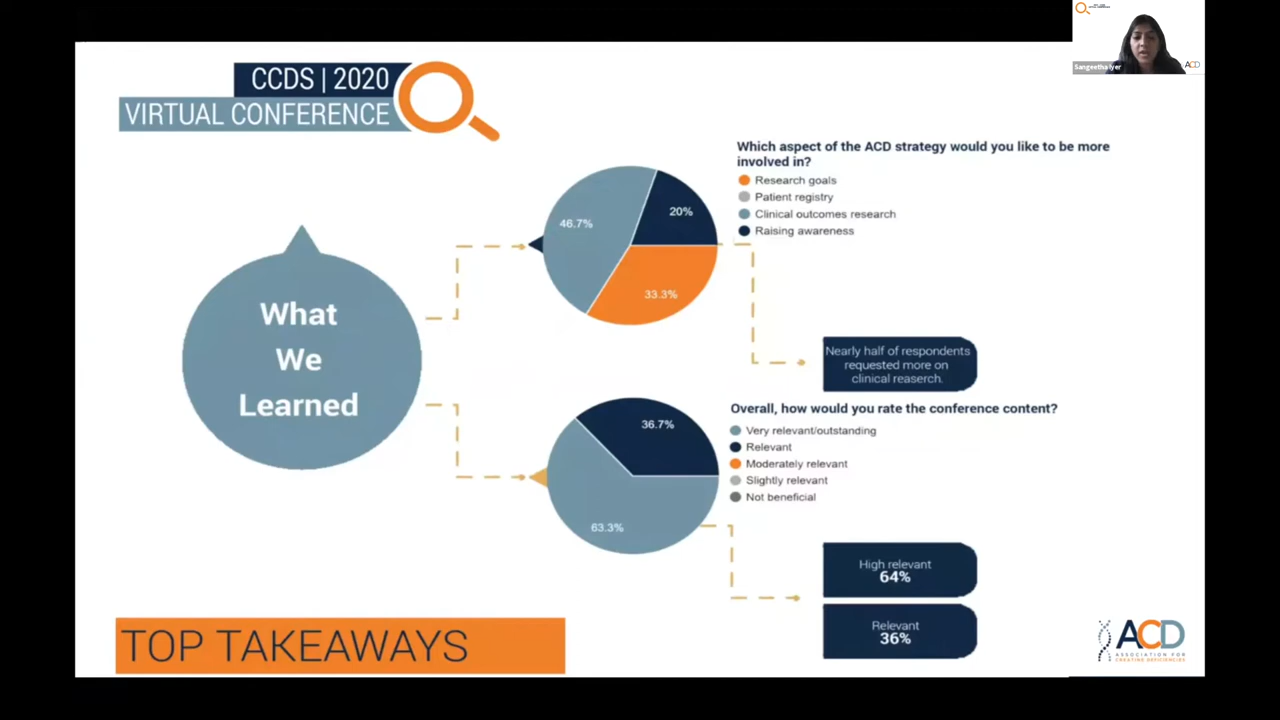 Sangeetha Iyer
ACD
CCDS | 2020
VIRTUAL CONFERENCE
Which aspect of the ACD strategy would you like to be more
involved in?
Research goals
Patient registry
Clinical outcomes research
Raising awareness
46.7%
20%
33.3%
What
We
Learned
Nearly half of respondents
requested more on
clinical reaserch.
Overall, how would you rate the conference content?
Very relevant/outstanding
Relevant
Moderately relevant
Slightly relevant
Not beneficial
36.7%
63.3%
High relevant
64%
Relevant
36%
TOP TAKEAWAYS
ACD
ASSOCIATION FOR
CREATINE DEFICIENCIES